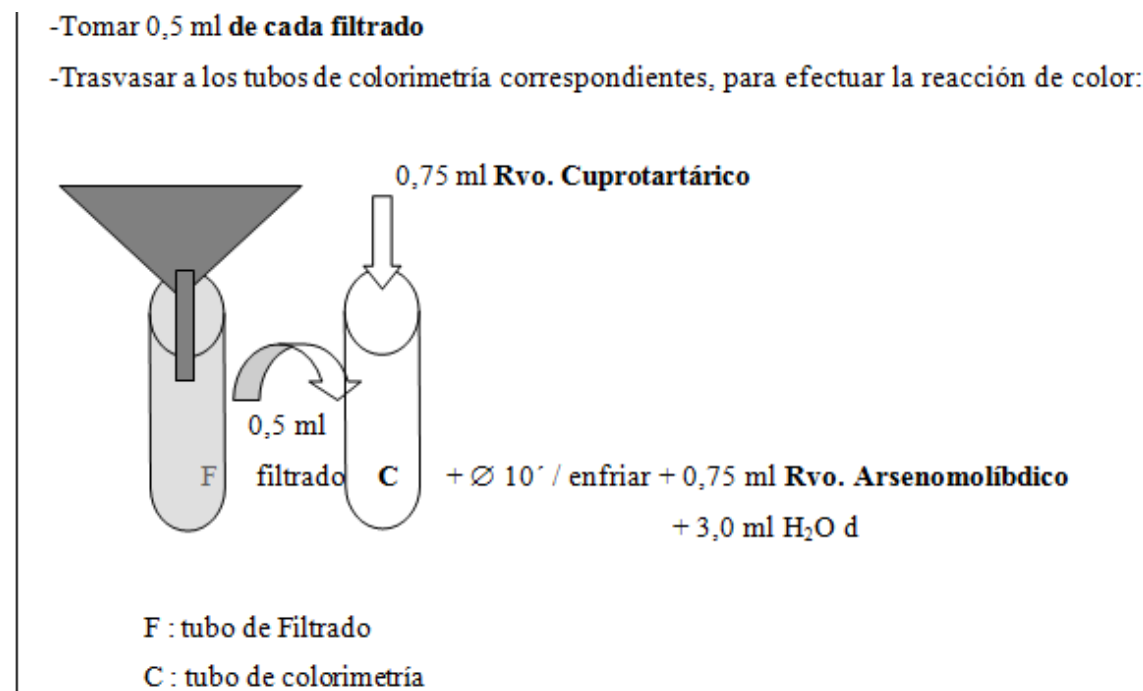 -Tomar 0,5 ml de cada filtrado
-Trasvasar a los tubos de colorimetría correspondientes, para efectuar la reacción de color:
0,75 ml Rvo. Cuprotartárico
0,5 ml
F filtrado C + ∅ 10´ / enfriar + 0,75 ml Rvo. Arsenomolíbdico
+ 3,0 ml H₂O d
F : tubo de Filtrado
C : tubo de colorimetría